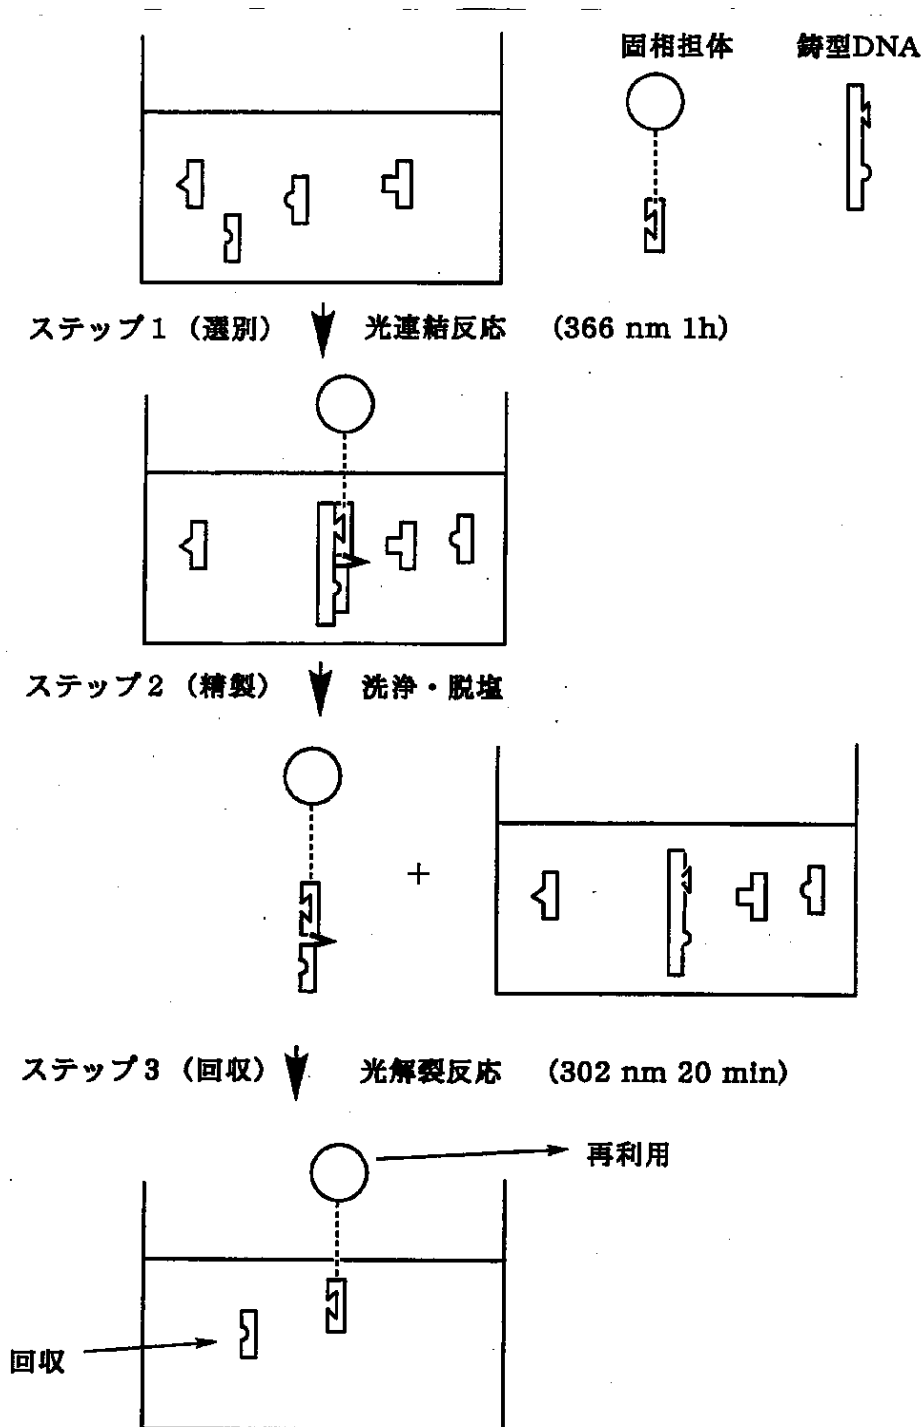 固相担体 鋳型DNA
ステップ1（選別） 光連結反応 (366 nm 1h)
ステップ2（精製） 洗浄・脱塩
+
ステップ3（回収） 光解裂反応 (302 nm 20 min)
再利用
回収